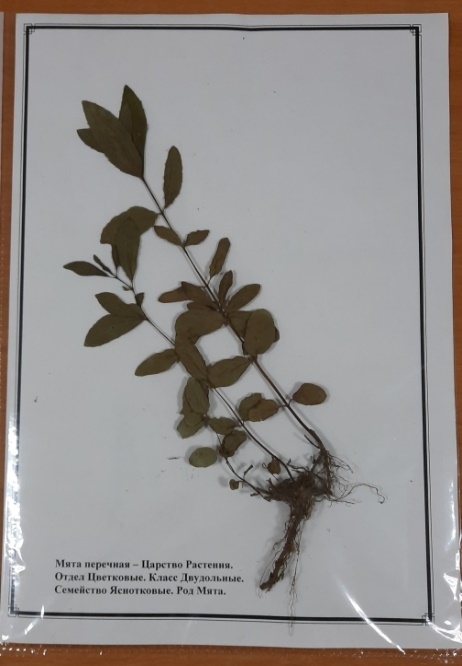 Мята перечная – Царство Растения.
Отдел Цветковые. Класс Двудольные.
Семейство Яснотковые. Род Мята.